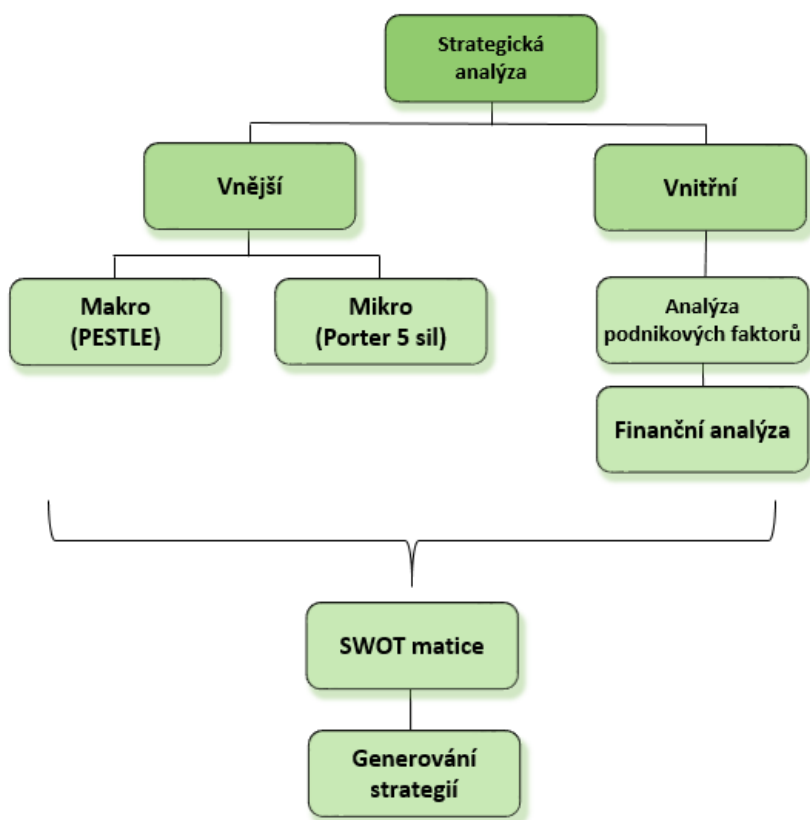 Strategická
analýza
Vnější
Vnitřní
Makro
(PESTLE)
Mikro
(Porter 5 sil)
Analýza
podnikových faktorů
Finanční analýza
SWOT matice
Generování
strategií